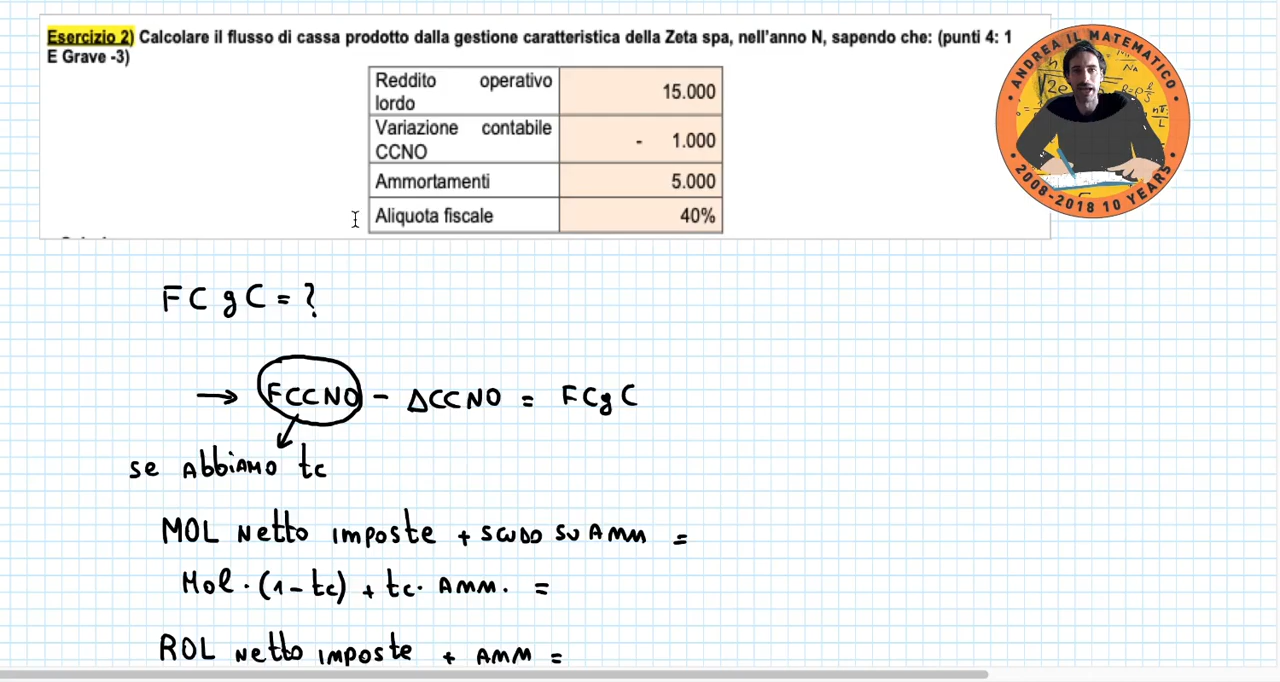 Esercizio 2) Calcolare il flusso di cassa prodotto dalla gestione caratteristica della Zeta spa, nell'anno N, sapendo che: (punti 4: 1
E Grave -3)
Reddito operativo
lordo
15.000
Variazione contabile
CCNO
- 1.000
Ammortamenti
5.000
Aliquota fiscale
40%
ANDREA IL MATEMATICO
2008-2018 10 YEARS
FCgC = ?
→ FCCNO - ΔCCNO = FCgC
se Abbiamo tc
MOL Netto imposte + scudo su AMM =
Mol · (1 - tc) + tc · AMM. =
ROL Netto imposte + AMM =